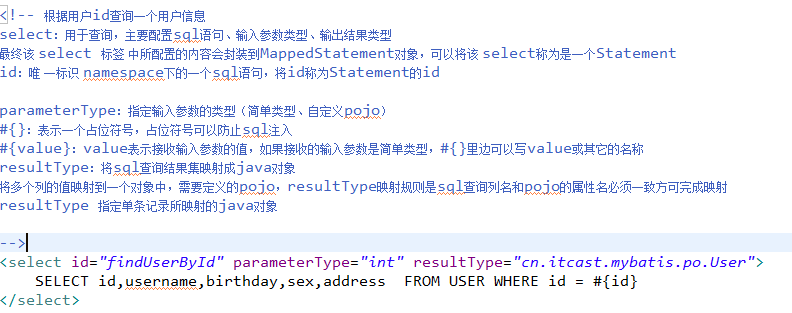 <!-- 根据用户id查询一个用户信息
select：用于查询，主要配置sql语句、输入参数类型、输出结果类型
最终该 select 标签 中所配置的内容会封装到MappedStatement对象，可以将该 select称为是一个Statement
id：唯 一标识 namespace下的一个sql语句，将id称为Statement的id
parameterType：指定输入参数的类型（简单类型、自定义pojo）
#{}：表示一个占位符号，占位符号可以防止sql注入
#{value}：value表示接收输入参数的值，如果接收的输入参数是简单类型，#{}里边可以写value或其它的名称
resultType：将sql查询结果集映射成java对象
将多个列的值映射到一个对象中，需要定义的pojo，resultType映射规则是sql查询列名和pojo的属性名必须一致方可完成映射
resultType 指定单条记录所映射的java对象
-->
<select id="findUserById" parameterType="int" resultType="cn.itcast.mybatis.po.User">
SELECT id,username,birthday,sex,address  FROM USER WHERE id = #{id}
</select>